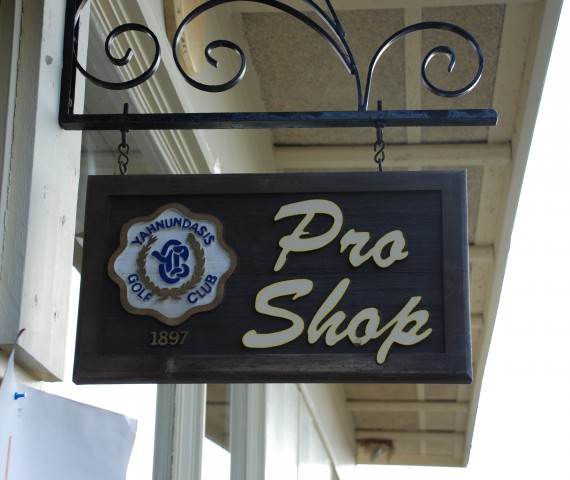 YAHNUNDASIS
GOLF CLUB
1897
Pro
Shop